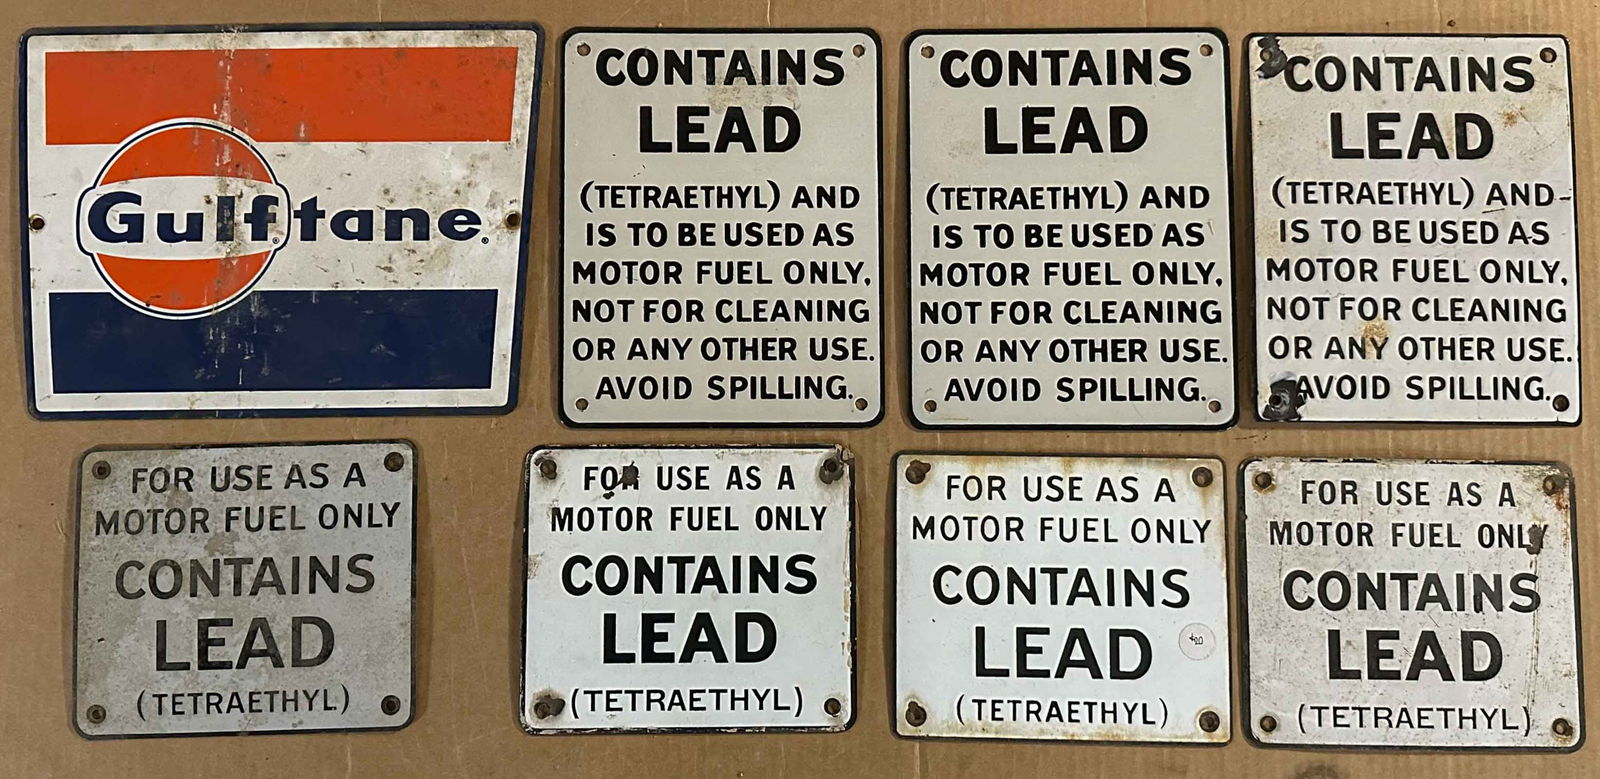 Gulftane.
CONTAINS
LEAD
(TETRAETHYL) AND
IS TO BE USED AS
MOTOR FUEL ONLY,
NOT FOR CLEANING
OR ANY OTHER USE.
AVOID SPILLING.
CONTAINS
LEAD
(TETRAETHYL) AND
IS TO BE USED AS
MOTOR FUEL ONLY,
NOT FOR CLEANING
OR ANY OTHER USE.
AVOID SPILLING.
CONTAINS
LEAD
(TETRAETHYL) AND
IS TO BE USED AS
MOTOR FUEL ONLY,
NOT FOR CLEANING
OR ANY OTHER USE.
AVOID SPILLING.
FOR USE AS A
MOTOR FUEL ONLY
CONTAINS
LEAD
(TETRAETHYL)
FOR USE AS A
MOTOR FUEL ONLY
CONTAINS
LEAD
(TETRAETHYL)
FOR USE AS A
MOTOR FUEL ONLY
CONTAINS
LEAD
(TETRAETHYL)
FOR USE AS A
MOTOR FUEL ONLY
CONTAINS
LEAD
(TETRAETHYL)